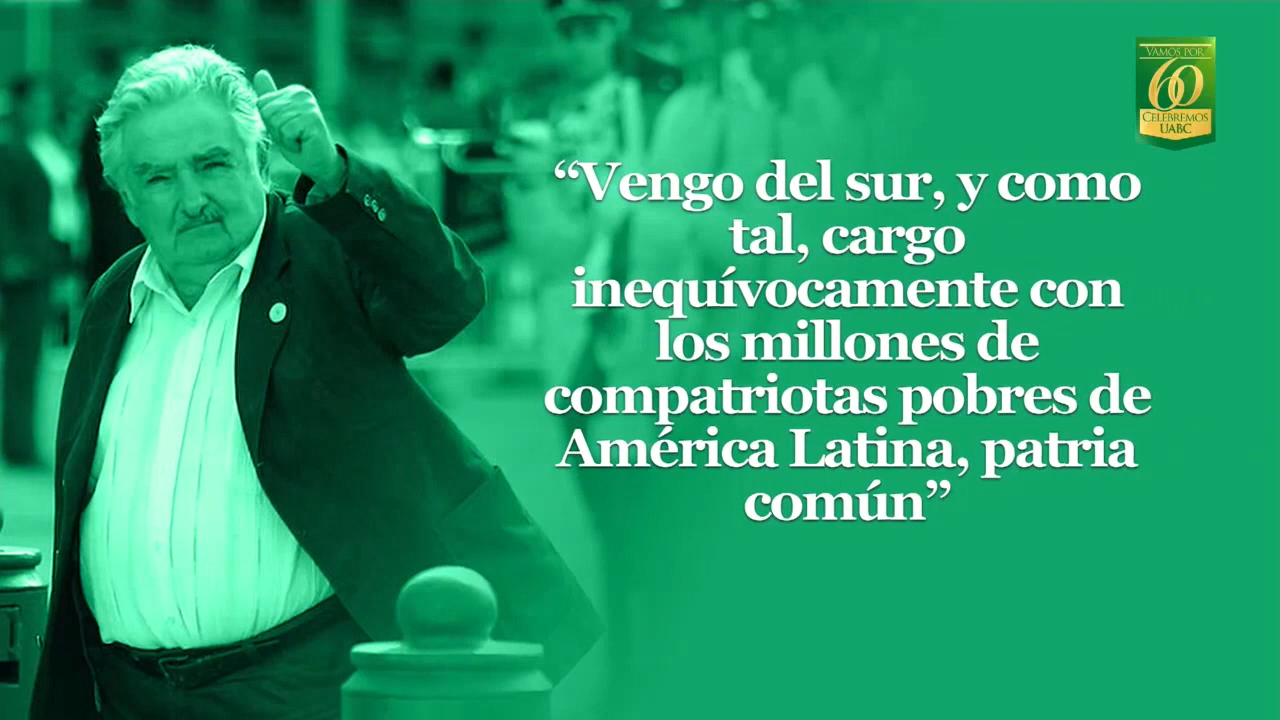 VAMOS POR
60
CELEBREMOS
UABC
“Vengo del sur, y como
tal, cargo
inequívocamente con
los millones de
compatriotas pobres de
América Latina, patria
común”